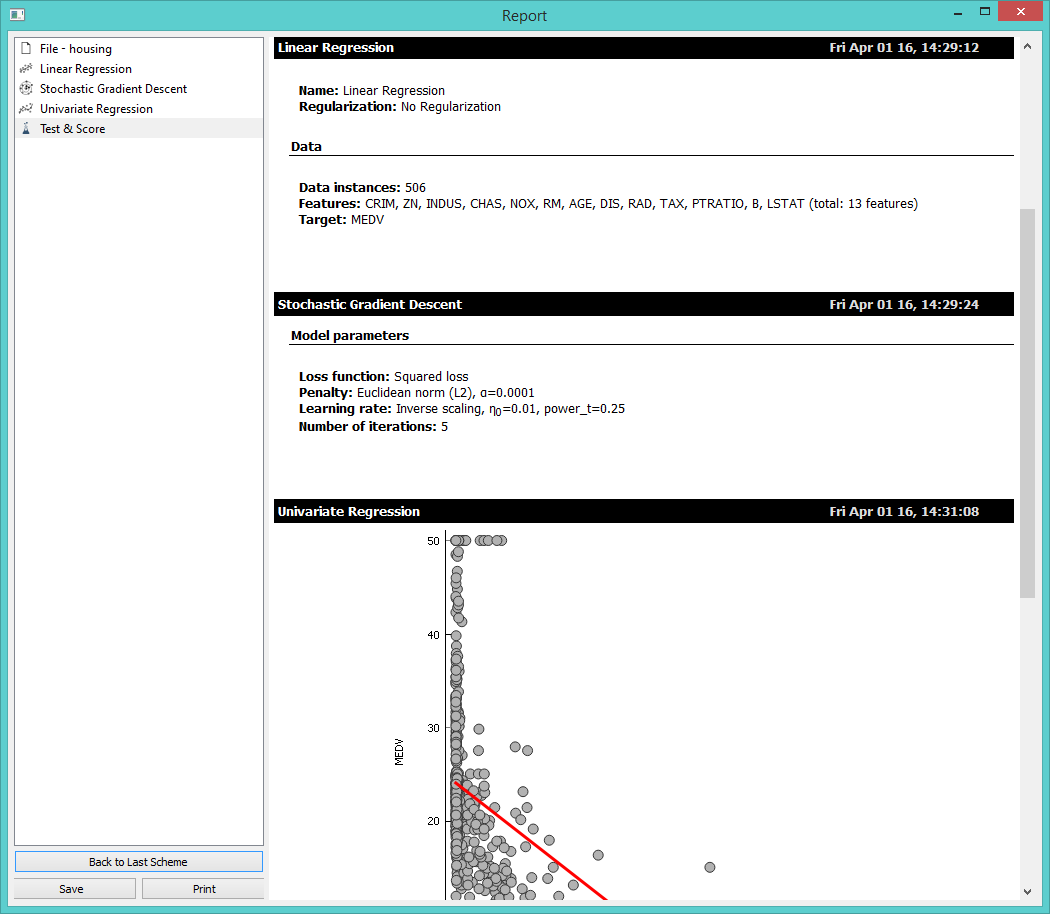 Report
File - housing
Linear Regression
Stochastic Gradient Descent
Univariate Regression
Test & Score
Back to Last Scheme
Save Print
Linear Regression Fri Apr 01 16, 14:29:12
Name: Linear Regression
Regularization: No Regularization
Data
Data instances: 506
Features: CRIM, ZN, INDUS, CHAS, NOX, RM, AGE, DIS, RAD, TAX, PTRATIO, B, LSTAT (total: 13 features)
Target: MEDV
Stochastic Gradient Descent Fri Apr 01 16, 14:29:24
Model parameters
Loss function: Squared loss
Penalty: Euclidean norm (L2), α=0.0001
Learning rate: Inverse scaling, η0=0.01, power_t=0.25
Number of iterations: 5
Univariate Regression Fri Apr 01 16, 14:31:08
50
40
30
MEDV
20